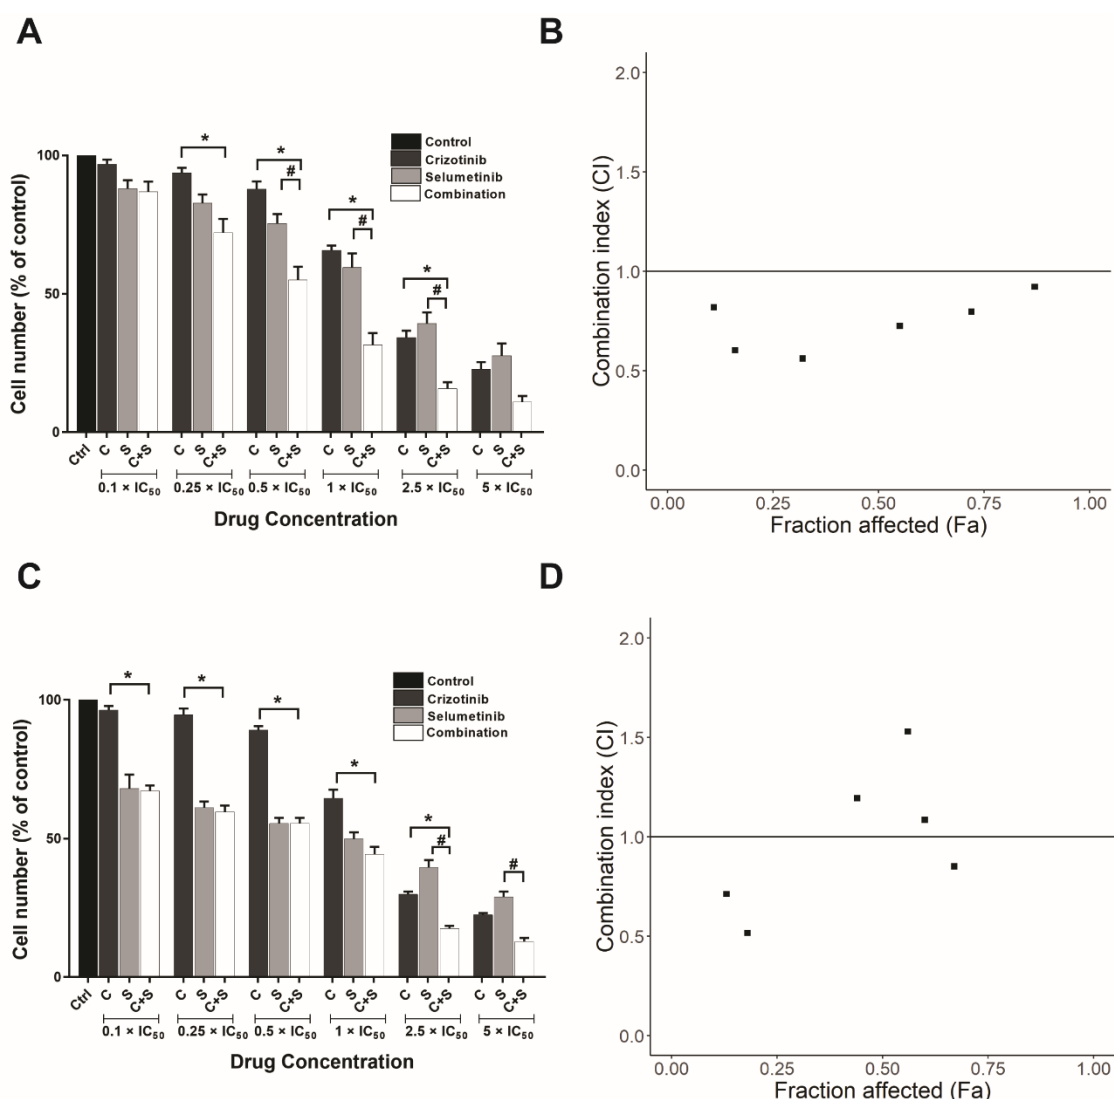 A
Control
Crizotinib
Selumetinib
Combination
*
*
#
*
#
*
#
100
50
0
Cell number (% of control)
Ctrl C S C+S C S C+S C S C+S C S C+S C S C+S C S C+S
0.1 × IC50 0.25 × IC50 0.5 × IC50 1 × IC50 2.5 × IC50 5 × IC50
Drug Concentration
B
2.0
1.5
1.0
0.5
0.0
Combination index (CI)
0.00 0.25 0.50 0.75 1.00
Fraction affected (Fa)
C
Control
Crizotinib
Selumetinib
Combination
*
*
*
*
*
#
#
100
50
0
Cell number (% of control)
Ctrl C S C+S C S C+S C S C+S C S C+S C S C+S C S C+S
0.1 × IC50 0.25 × IC50 0.5 × IC50 1 × IC50 2.5 × IC50 5 × IC50
Drug Concentration
D
2.0
1.5
1.0
0.5
0.0
Combination index (CI)
0.00 0.25 0.50 0.75 1.00
Fraction affected (Fa)